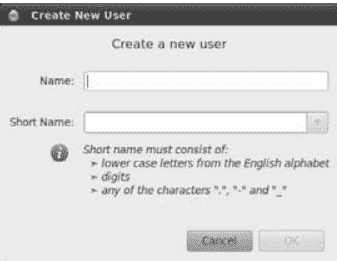 Create New User
Create a new user
Name:
Short Name:
Short name must consist of:
➢ lower case letters from the English alphabet
➢ digits
➢ any of the characters ".", "-" and "_"
Cancel OK